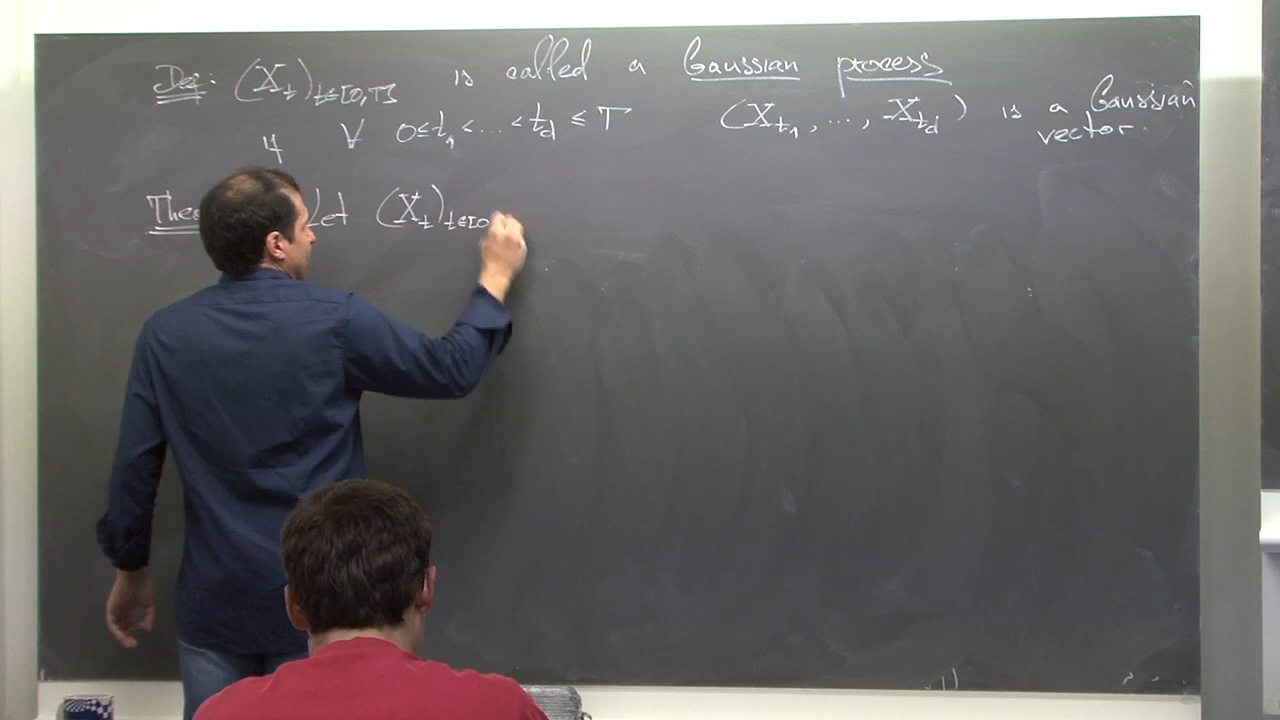 Def: (X_t)_{t∈[0,T]} is called a Gaussian process
if ∀ 0≤t_1<...<t_d≤T (X_{t_1}, ..., X_{t_d}) is a Gaussian
vector.
Theo Let (X_t)_{t∈[0